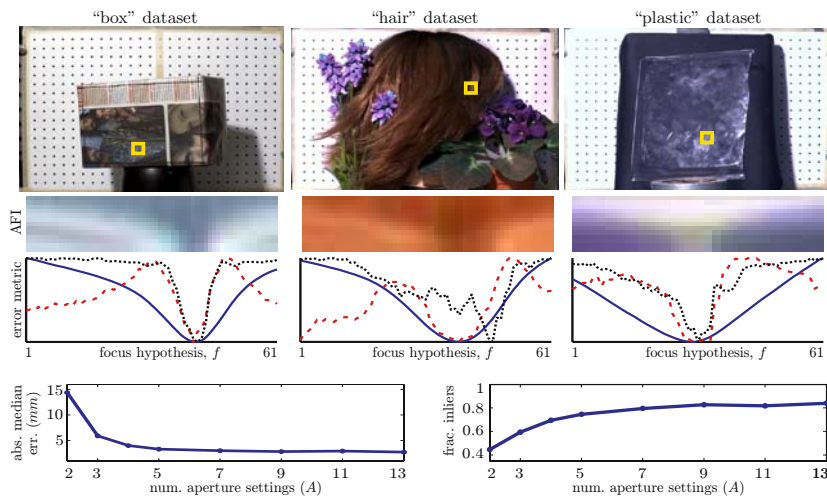 “box” dataset “hair” dataset “plastic” dataset
AFI
error metric
1 focus hypothesis, f 61
1 focus hypothesis, f 61
1 focus hypothesis, f 61
abs. median
err. (mm)
15
10
5
2 3 5 7 9 11 13
num. aperture settings (A)
frac. inliers
1
0.8
0.6
0.4
2 3 5 7 9 11 13
num. aperture settings (A)